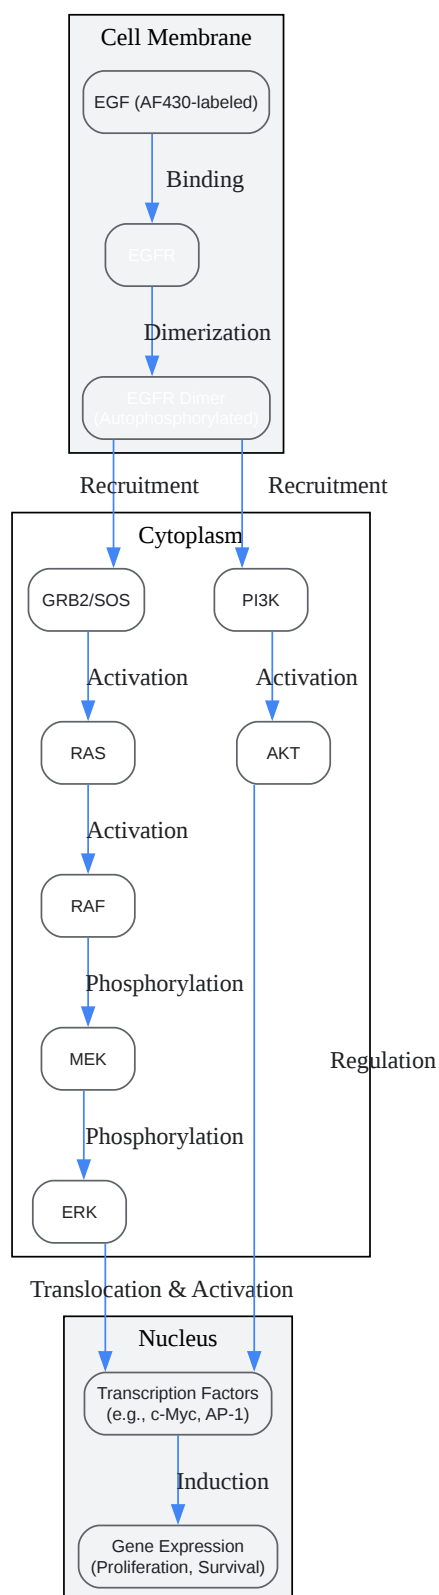 Cell Membrane
EGF (AF430-labeled)
Binding
EGFR
Dimerization
EGFR Dimer
(Autophosphorylated)
Recruitment
Recruitment
Cytoplasm
GRB2/SOS
PI3K
Activation
Activation
RAS
AKT
Activation
RAF
Phosphorylation
MEK
Regulation
Phosphorylation
ERK
Translocation & Activation
Nucleus
Transcription Factors
(e.g., c-Myc, AP-1)
Induction
Gene Expression
(Proliferation, Survival)